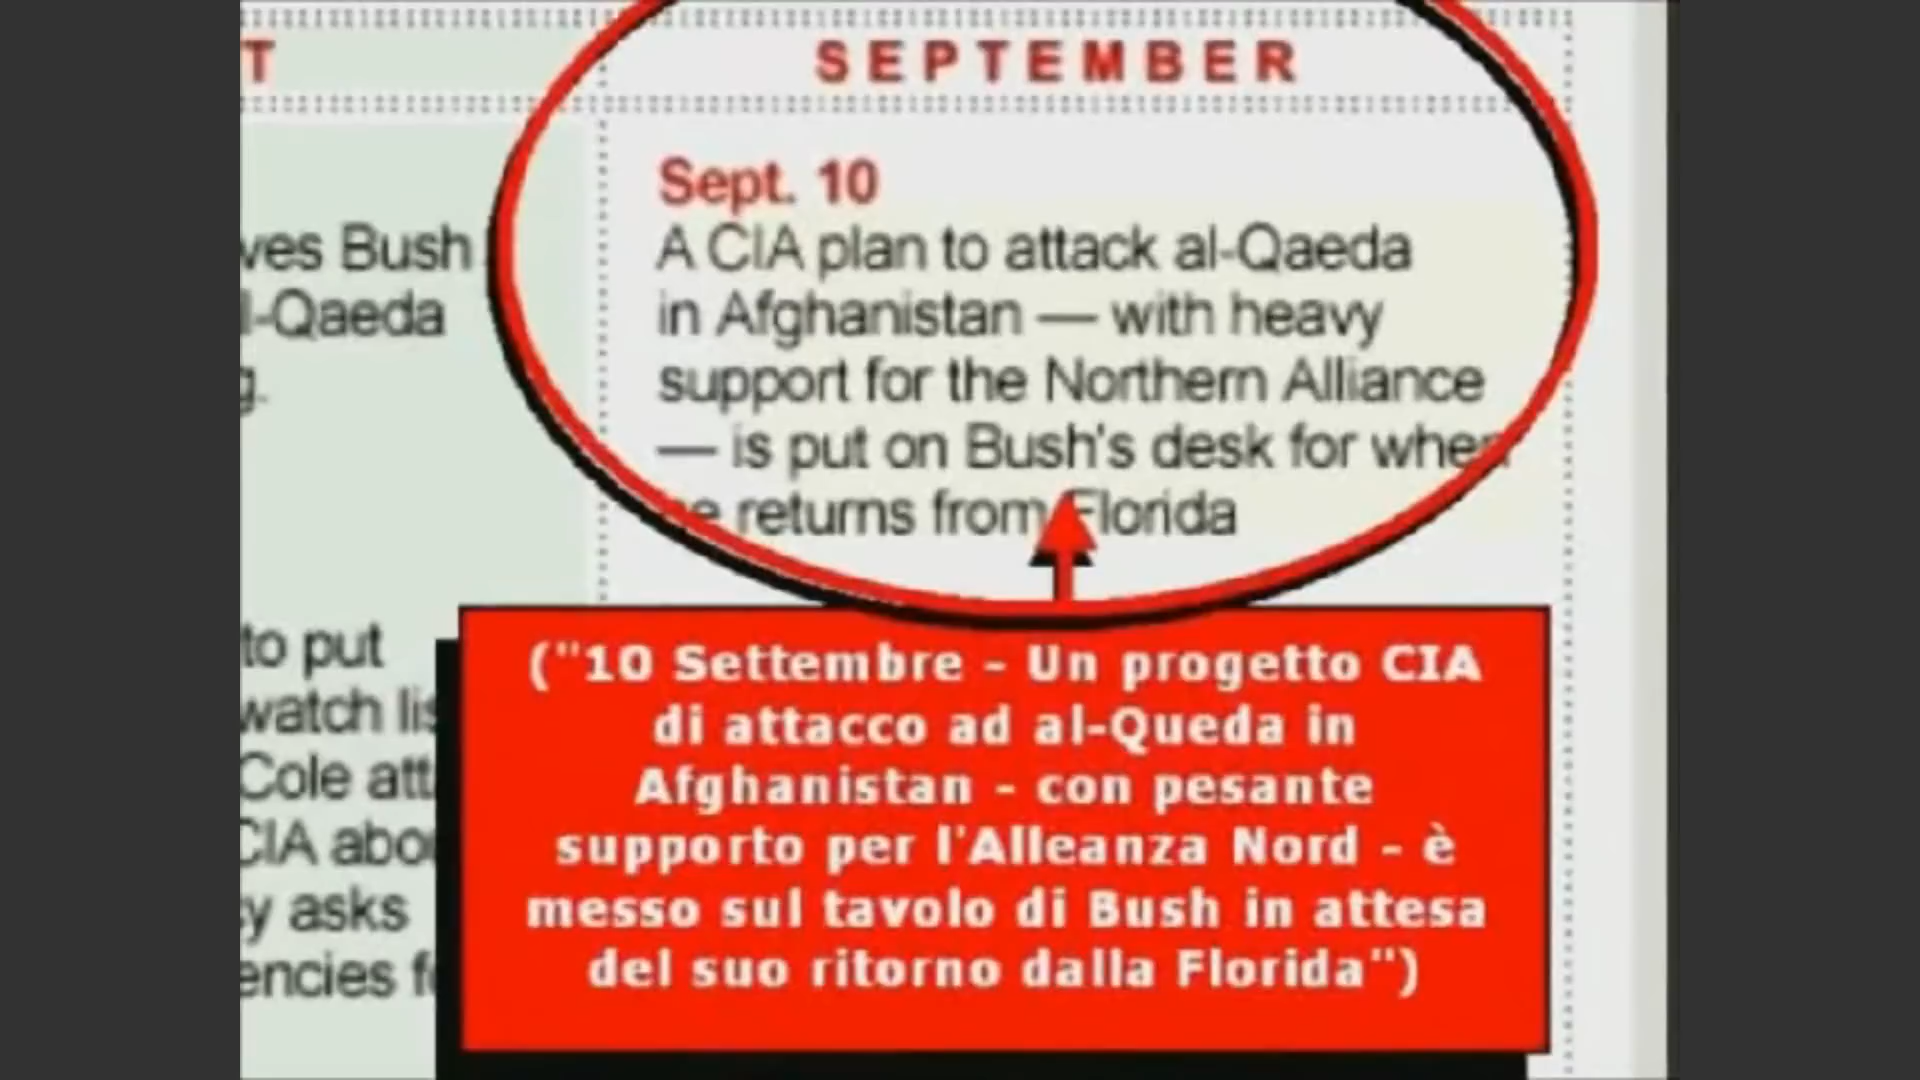 T
SEPTEMBER
ves Bush
l-Qaeda
g.
to put
watch lis
Cole att
CIA abo
y asks
encies f
Sept. 10
A CIA plan to attack al-Qaeda
in Afghanistan — with heavy
support for the Northern Alliance
— is put on Bush's desk for when
he returns from Florida
("10 Settembre - Un progetto CIA
di attacco ad al-Queda in
Afghanistan - con pesante
supporto per l'Alleanza Nord - è
messo sul tavolo di Bush in attesa
del suo ritorno dalla Florida")